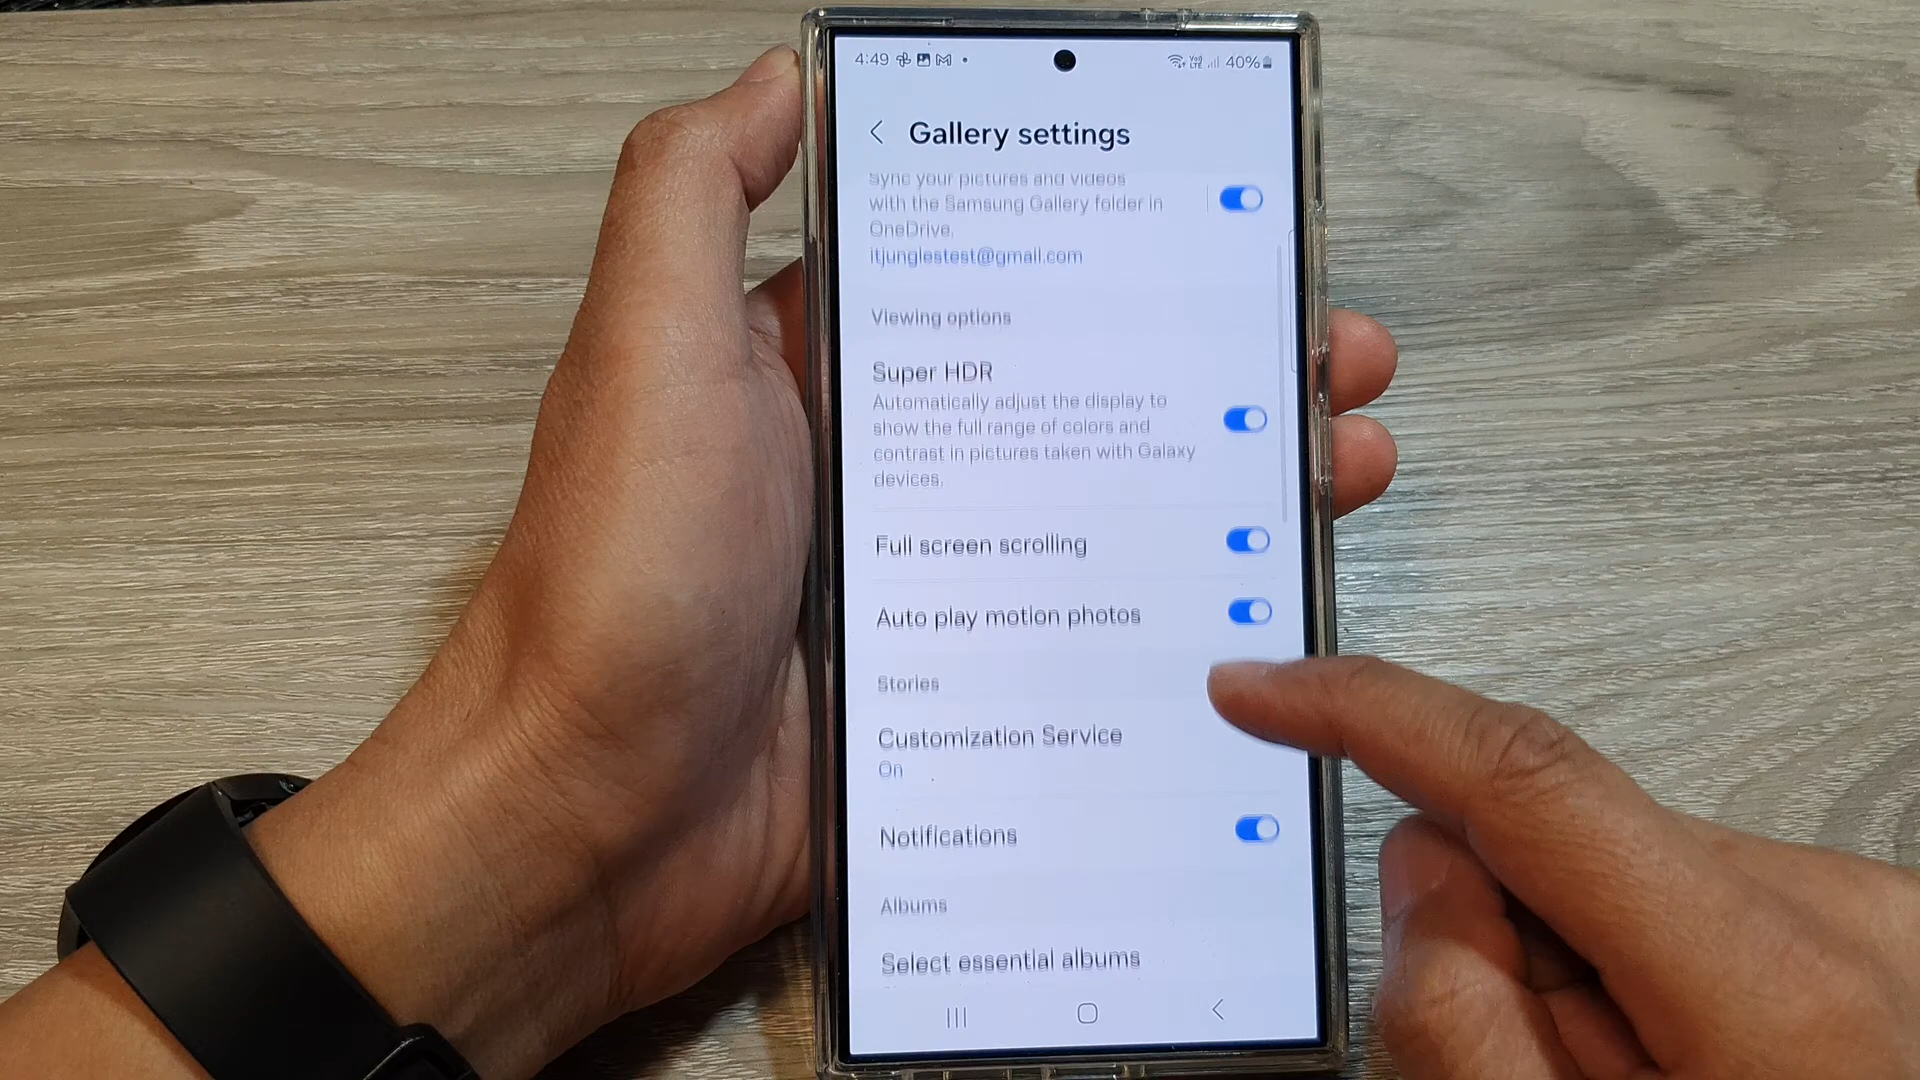 4:49
VoJ
LTE
40%
Gallery settings
Sync your pictures and videos
with the Samsung Gallery folder in
OneDrive.
itjunglestest@gmail.com
Viewing options
Super HDR
Automatically adjust the display to
show the full range of colors and
contrast in pictures taken with Galaxy
devices.
Full screen scrolling
Auto play motion photos
Stories
Customization Service
On
Notifications
Albums
Select essential albums